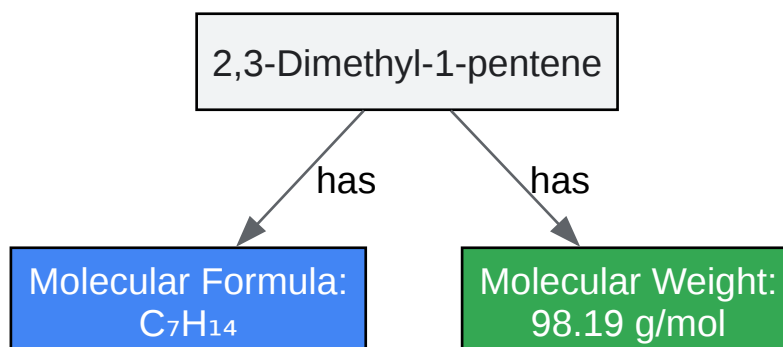 2,3-Dimethyl-1-pentene
has
has
Molecular Formula:
C₇H₁₄
Molecular Weight:
98.19 g/mol